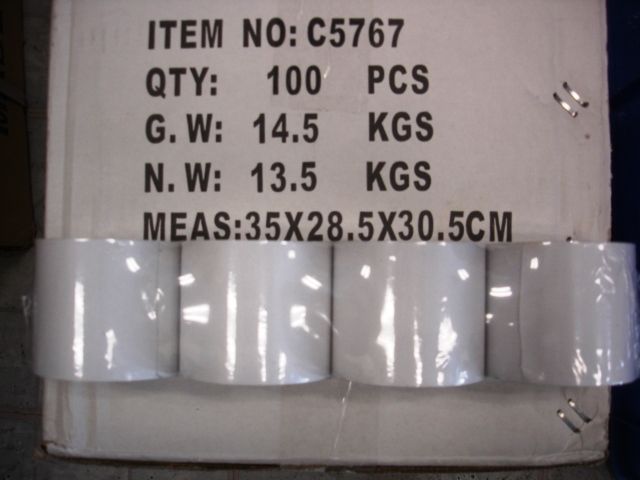 ITEM NO: C5767
QTY: 100 PCS
G.W: 14.5 KGS
N.W: 13.5 KGS
MEAS:35X28.5X30.5CM